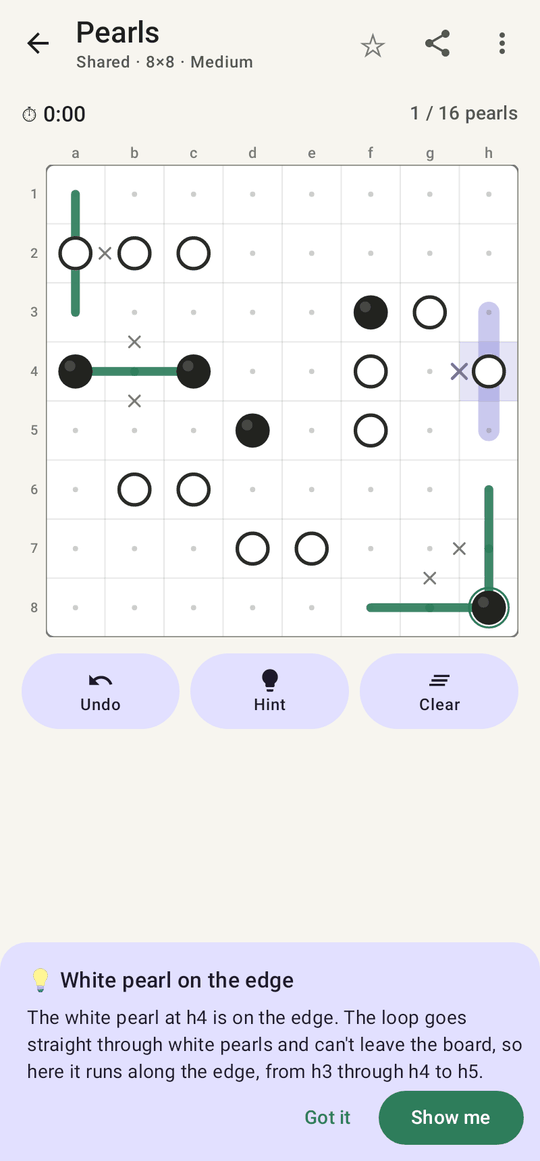 Pearls
Shared · 8×8 · Medium
0:00
1 / 16 pearls
a b c d e f g h
1
2
3
4
5
6
7
8
Undo
Hint
Clear
White pearl on the edge
The white pearl at h4 is on the edge. The loop goes
straight through white pearls and can't leave the board, so
here it runs along the edge, from h3 through h4 to h5.
Got it
Show me